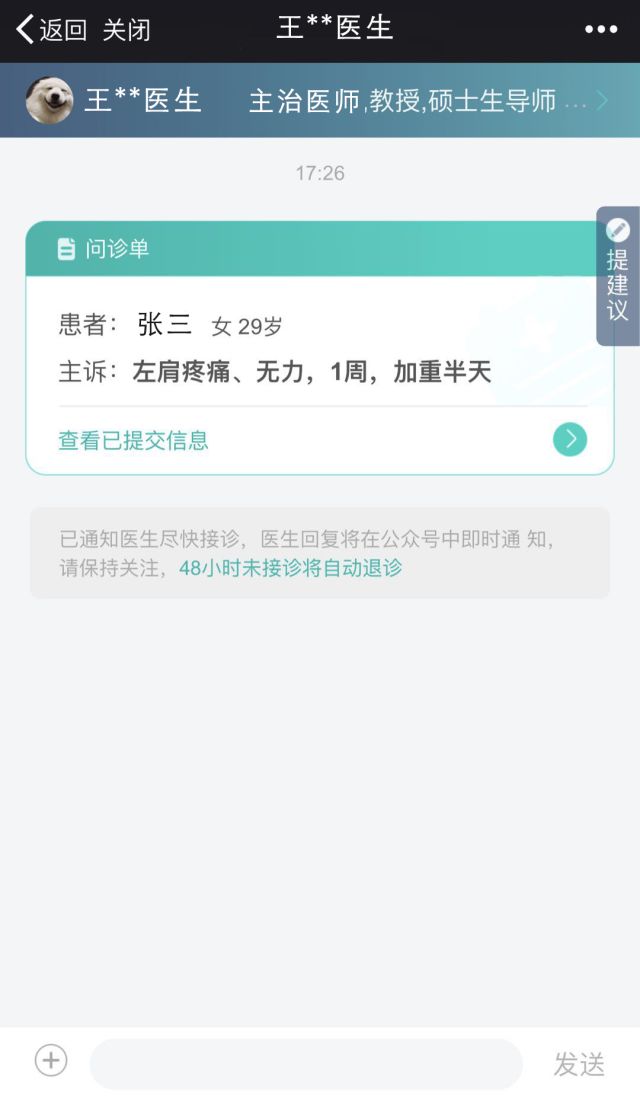 返回 关闭 王**医生
王**医生 主治医师,教授,硕士生导师 ...
17:26
问诊单
提建议
患者： 张三 女 29岁
主诉：左肩疼痛、无力，1周，加重半天
查看已提交信息
已通知医生尽快接诊，医生回复将在公众号中即时通 知，
请保持关注，48小时未接诊将自动退诊
发送